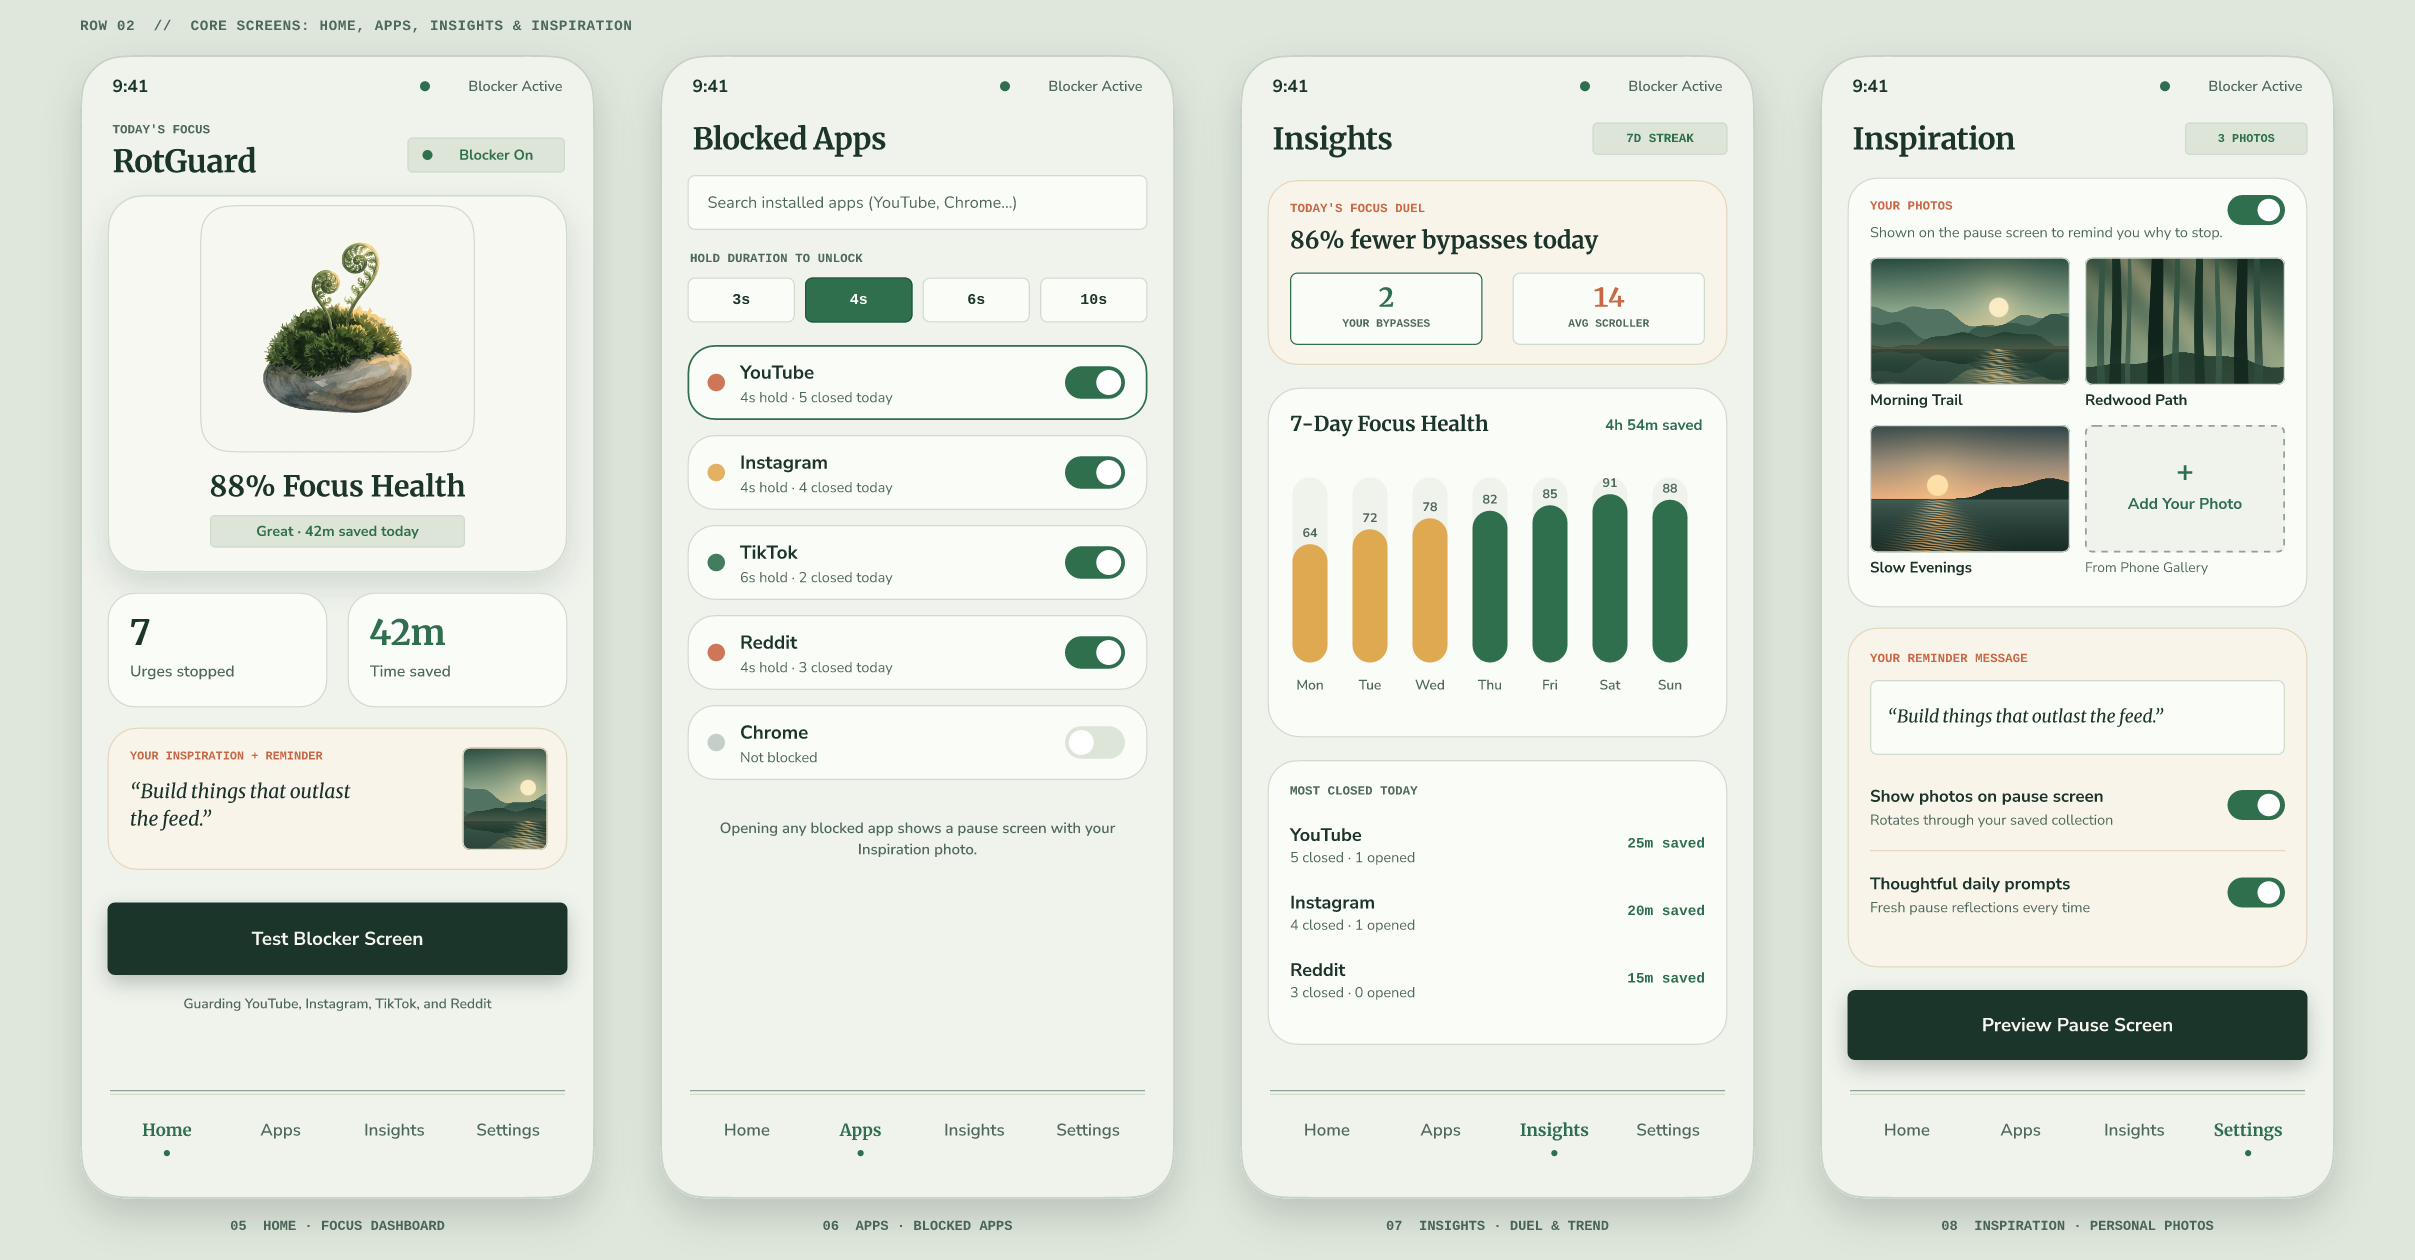 ROW 02 // CORE SCREENS: HOME, APPS, INSIGHTS & INSPIRATION
9:41
Blocker Active
TODAY'S FOCUS
RotGuard
Blocker On
88% Focus Health
Great · 42m saved today
7
Urges stopped
42m
Time saved
YOUR INSPIRATION + REMINDER
“Build things that outlast
the feed.”
Test Blocker Screen
Guarding YouTube, Instagram, TikTok, and Reddit
Home
Apps
Insights
Settings
05 HOME · FOCUS DASHBOARD
9:41
Blocker Active
Blocked Apps
Search installed apps (YouTube, Chrome...)
HOLD DURATION TO UNLOCK
3s
4s
6s
10s
YouTube
4s hold · 5 closed today
Instagram
4s hold · 4 closed today
TikTok
6s hold · 2 closed today
Reddit
4s hold · 3 closed today
Chrome
Not blocked
Opening any blocked app shows a pause screen with your
Inspiration photo.
Home
Apps
Insights
Settings
06 APPS · BLOCKED APPS
9:41
Blocker Active
Insights
7D STREAK
TODAY'S FOCUS DUEL
86% fewer bypasses today
2
YOUR BYPASSES
14
AVG SCROLLER
7-Day Focus Health
4h 54m saved
64
72
78
82
85
91
88
Mon
Tue
Wed
Thu
Fri
Sat
Sun
MOST CLOSED TODAY
YouTube
5 closed · 1 opened
25m saved
Instagram
4 closed · 1 opened
20m saved
Reddit
3 closed · 0 opened
15m saved
Home
Apps
Insights
Settings
07 INSIGHTS · DUEL & TREND
9:41
Blocker Active
Inspiration
3 PHOTOS
YOUR PHOTOS
Shown on the pause screen to remind you why to stop.
Morning Trail
Redwood Path
Slow Evenings
+
Add Your Photo
From Phone Gallery
YOUR REMINDER MESSAGE
“Build things that outlast the feed.”
Show photos on pause screen
Rotates through your saved collection
Thoughtful daily prompts
Fresh pause reflections every time
Preview Pause Screen
Home
Apps
Insights
Settings
08 INSPIRATION · PERSONAL PHOTOS